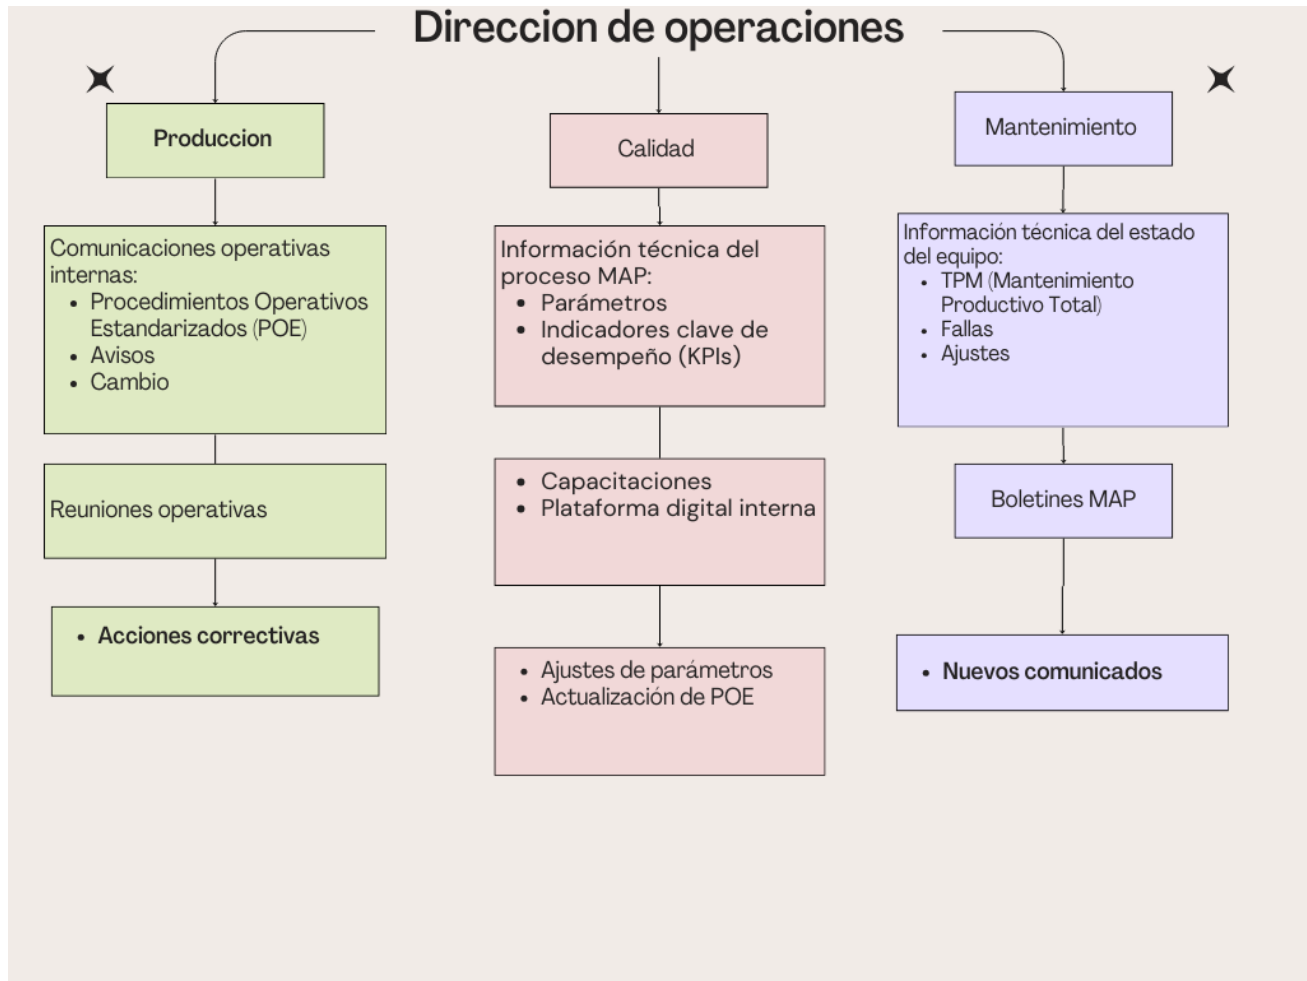 Direccion de operaciones
Produccion
Comunicaciones operativas
internas:
• Procedimientos Operativos
Estandarizados (POE)
• Avisos
• Cambio
Reuniones operativas
• Acciones correctivas
Calidad
Información técnica del
proceso MAP:
• Parámetros
• Indicadores clave de
desempeño (KPIs)
• Capacitaciones
• Plataforma digital interna
• Ajustes de parámetros
• Actualización de POE
Mantenimiento
Información técnica del estado
del equipo:
• TPM (Mantenimiento
Productivo Total)
• Fallas
• Ajustes
Boletines MAP
• Nuevos comunicados